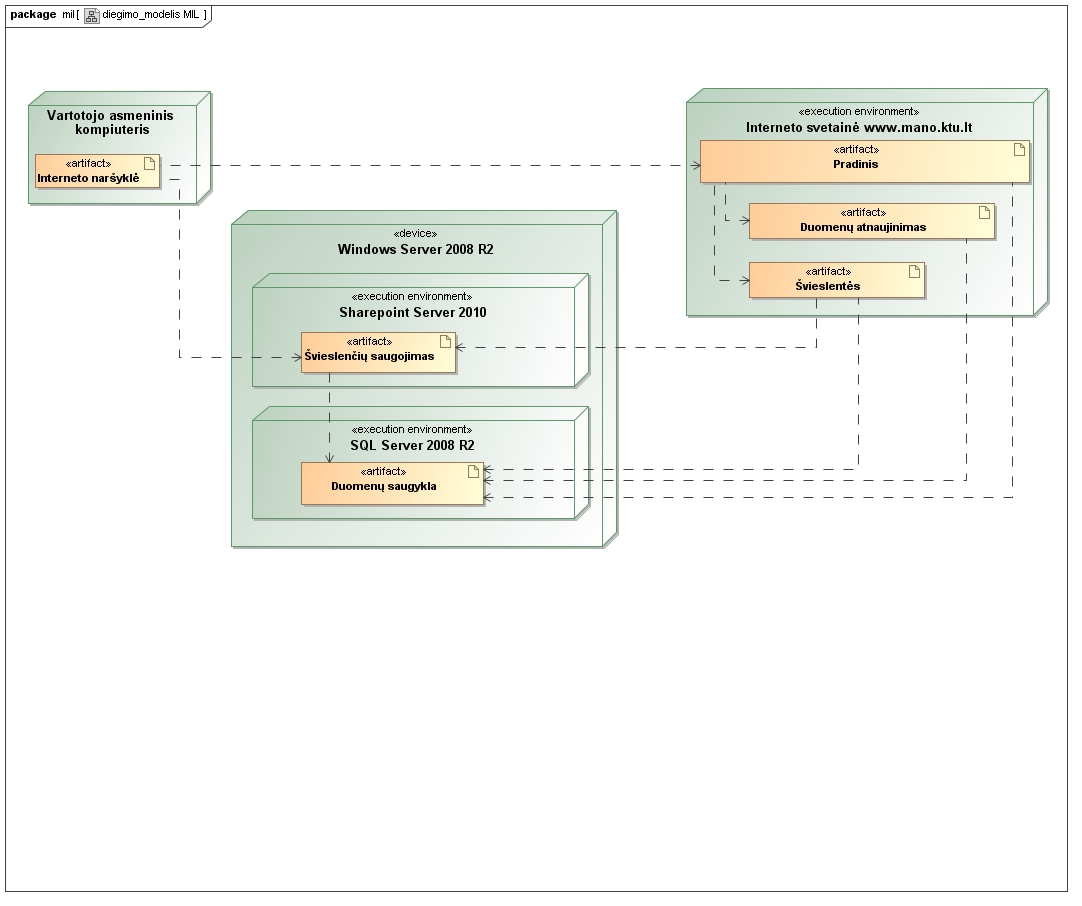 package mil[ diegimo_modelis MIL ]
Vartotojo asmeninis
kompiuteris
«artifact»
Interneto naršyklė
«execution environment»
Interneto svetainė www.mano.ktu.lt
«artifact»
Pradinis
«artifact»
Duomenų atnaujinimas
«artifact»
Švieslentės
«device»
Windows Server 2008 R2
«execution environment»
Sharepoint Server 2010
«artifact»
Švieslenčių saugojimas
«execution environment»
SQL Server 2008 R2
«artifact»
Duomenų saugykla